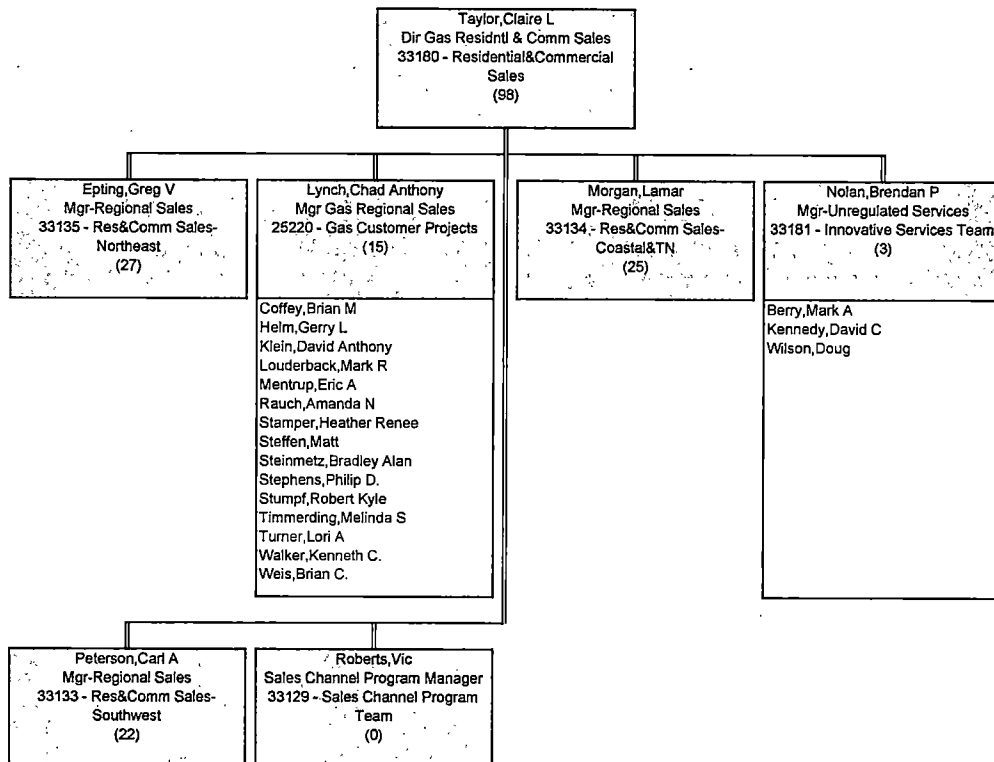 Taylor,Claire L
Dir Gas Residntl & Comm Sales
33180 - Residential&Commercial
Sales
(98)
Epting,Greg V
Mgr-Regional Sales
33135 - Res&Comm Sales-
Northeast
(27)
Lynch,Chad Anthony
Mgr Gas Regional Sales
25220 - Gas Customer Projects
(15)
Coffey,Brian M
Helm,Gerry L
Klein,David Anthony
Louderback,Mark R
Mentrup,Eric A
Rauch,Amanda N
Stamper,Heather Renee
Steffen,Matt
Steinmetz,Bradley Alan
Stephens,Philip D.
Stumpf,Robert Kyle
Timmerding,Melinda S
Turner,Lori A
Walker,Kenneth C.
Weis,Brian C.
Morgan,Lamar
Mgr-Regional Sales
33134 - Res&Comm Sales-
Coastal&TN
(25)
Nolan,Brendan P
Mgr-Unregulated Services
33181 - Innovative Services Team
(3)
Berry,Mark A
Kennedy,David C
Wilson,Doug
Peterson,Carl A
Mgr-Regional Sales
33133 - Res&Comm Sales-
Southwest
(22)
Roberts,Vic
Sales Channel Program Manager
33129 - Sales Channel Program
Team
(0)